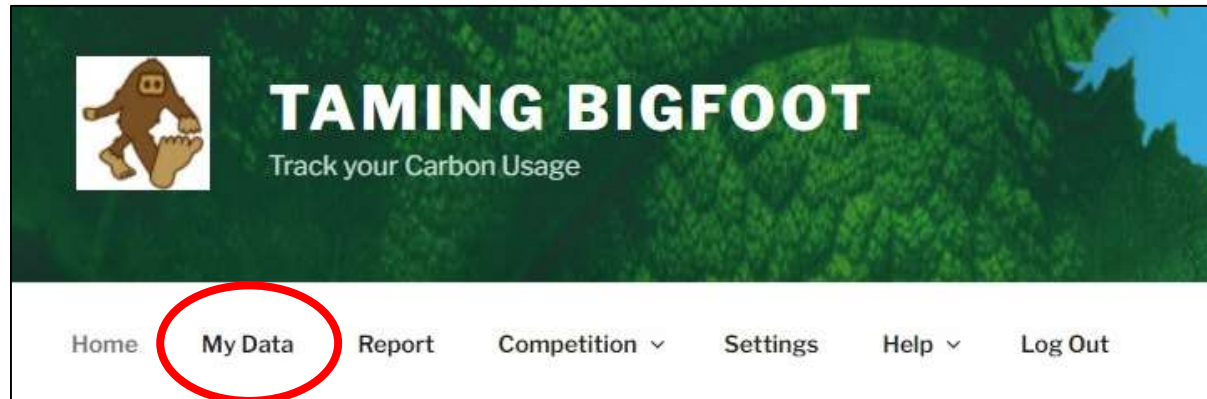 TAMING BIGFOOT
Track your Carbon Usage
Home My Data Report Competition Settings Help Log Out